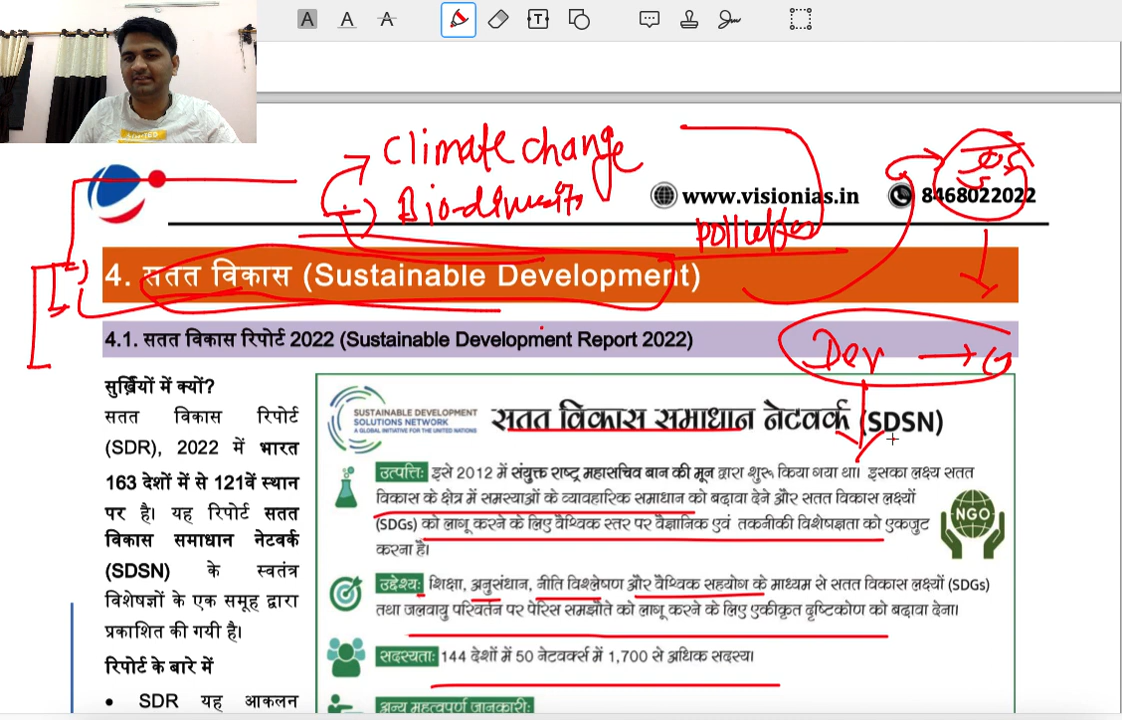 A A A T
LIMITED
climate change
Biodiversity
www.visionias.in
8468022022
pollution
4. सतत विकास (Sustainable Development)
4.1. सतत विकास रिपोर्ट 2022 (Sustainable Development Report 2022)
Dev → G
सुर्ख़ियों में क्यों?
सतत विकास रिपोर्ट
(SDR), 2022 में भारत
163 देशों में से 121वें स्थान
पर है। यह रिपोर्ट सतत
विकास समाधान नेटवर्क
(SDSN) के स्वतंत्र
विशेषज्ञों के एक समूह द्वारा
प्रकाशित की गयी है।
रिपोर्ट के बारे में
• SDR यह आकलन
SUSTAINABLE DEVELOPMENT
SOLUTIONS NETWORK
A GLOBAL INITIATIVE FOR THE UNITED NATIONS
सतत विकास समाधान नेटवर्क (SDSN)
उत्पत्ति: इसे 2012 में संयुक्त राष्ट्र महासचिव बान की मून द्वारा शुरू किया गया था। इसका लक्ष्य सतत
विकास के क्षेत्र में समस्याओं के व्यावहारिक समाधान को बढ़ावा देने और सतत विकास लक्ष्यों
(SDGs) को लागू करने के लिए वैश्विक स्तर पर वैज्ञानिक एवं तकनीकी विशेषज्ञता को एकजुट
करना है।
NGO
उद्देश्य: शिक्षा, अनुसंधान, नीति विश्लेषण और वैश्विक सहयोग के माध्यम से सतत विकास लक्ष्यों (SDGs)
तथा जलवायु परिवर्तन पर पेरिस समझौते को लागू करने के लिए एकीकृत दृष्टिकोण को बढ़ावा देना।
सदस्यता: 144 देशों में 50 नेटवर्क्स में 1,700 से अधिक सदस्य।
अन्य महत्वपूर्ण जानकारी: